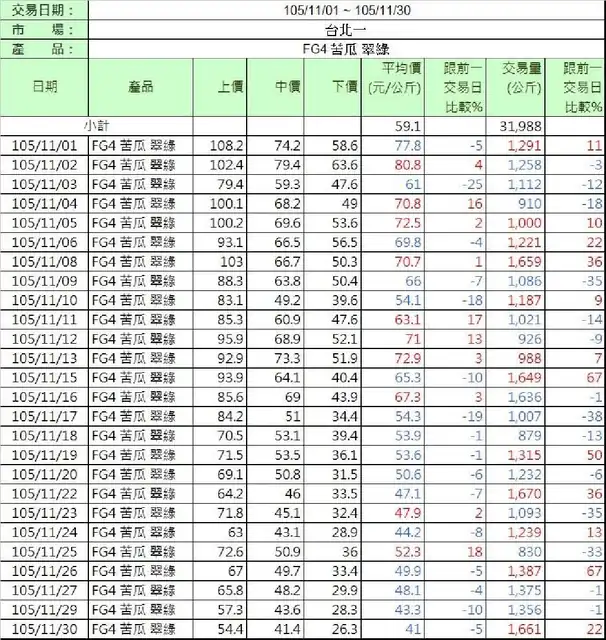 交易日期： 105/11/01 ~ 105/11/30
市　場： 台北一
產　品： FG4 苦瓜 翠綠
日期 產品 上價 中價 下價 平均價(元/公斤) 跟前一交易日比較% 交易量(公斤) 跟前一交易日比較%
小計 59.1 31,988
105/11/01 FG4 苦瓜 翠綠 108.2 74.2 58.6 77.8 -5 1,291 11
105/11/02 FG4 苦瓜 翠綠 102.4 79.4 63.6 80.8 4 1,258 -3
105/11/03 FG4 苦瓜 翠綠 79.4 59.3 47.6 61 -25 1,112 -12
105/11/04 FG4 苦瓜 翠綠 100.1 68.2 49 70.8 16 910 -18
105/11/05 FG4 苦瓜 翠綠 100.2 69.6 53.6 72.5 2 1,000 10
105/11/06 FG4 苦瓜 翠綠 93.1 66.5 56.5 69.8 -4 1,221 22
105/11/08 FG4 苦瓜 翠綠 103 66.7 50.3 70.7 1 1,659 36
105/11/09 FG4 苦瓜 翠綠 88.3 63.8 50.4 66 -7 1,086 -35
105/11/10 FG4 苦瓜 翠綠 83.1 49.2 39.6 54.1 -18 1,187 9
105/11/11 FG4 苦瓜 翠綠 85.3 60.9 47.6 63.1 17 1,021 -14
105/11/12 FG4 苦瓜 翠綠 95.9 68.9 52.1 71 13 926 -9
105/11/13 FG4 苦瓜 翠綠 92.9 73.3 51.9 72.9 3 988 7
105/11/15 FG4 苦瓜 翠綠 93.9 64.1 40.4 65.3 -10 1,649 67
105/11/16 FG4 苦瓜 翠綠 85.6 69 43.9 67.3 3 1,636 -1
105/11/17 FG4 苦瓜 翠綠 84.2 51 34.4 54.3 -19 1,007 -38
105/11/18 FG4 苦瓜 翠綠 70.5 53.1 39.4 53.9 -1 879 -13
105/11/19 FG4 苦瓜 翠綠 71.5 53.5 36.1 53.6 -1 1,315 50
105/11/20 FG4 苦瓜 翠綠 69.1 50.8 31.5 50.6 -6 1,232 -6
105/11/22 FG4 苦瓜 翠綠 64.2 46 33.5 47.1 -7 1,670 36
105/11/23 FG4 苦瓜 翠綠 71.8 45.1 32.4 47.9 2 1,093 -35
105/11/24 FG4 苦瓜 翠綠 63 43.1 28.9 44.2 -8 1,239 13
105/11/25 FG4 苦瓜 翠綠 72.6 50.9 36 52.3 18 830 -33
105/11/26 FG4 苦瓜 翠綠 67 49.7 33.4 49.9 -5 1,387 67
105/11/27 FG4 苦瓜 翠綠 65.8 48.2 29.9 48.1 -4 1,375 -1
105/11/29 FG4 苦瓜 翠綠 57.3 43.6 28.3 43.3 -10 1,356 -1
105/11/30 FG4 苦瓜 翠綠 54.4 41.4 26.3 41 -5 1,661 22